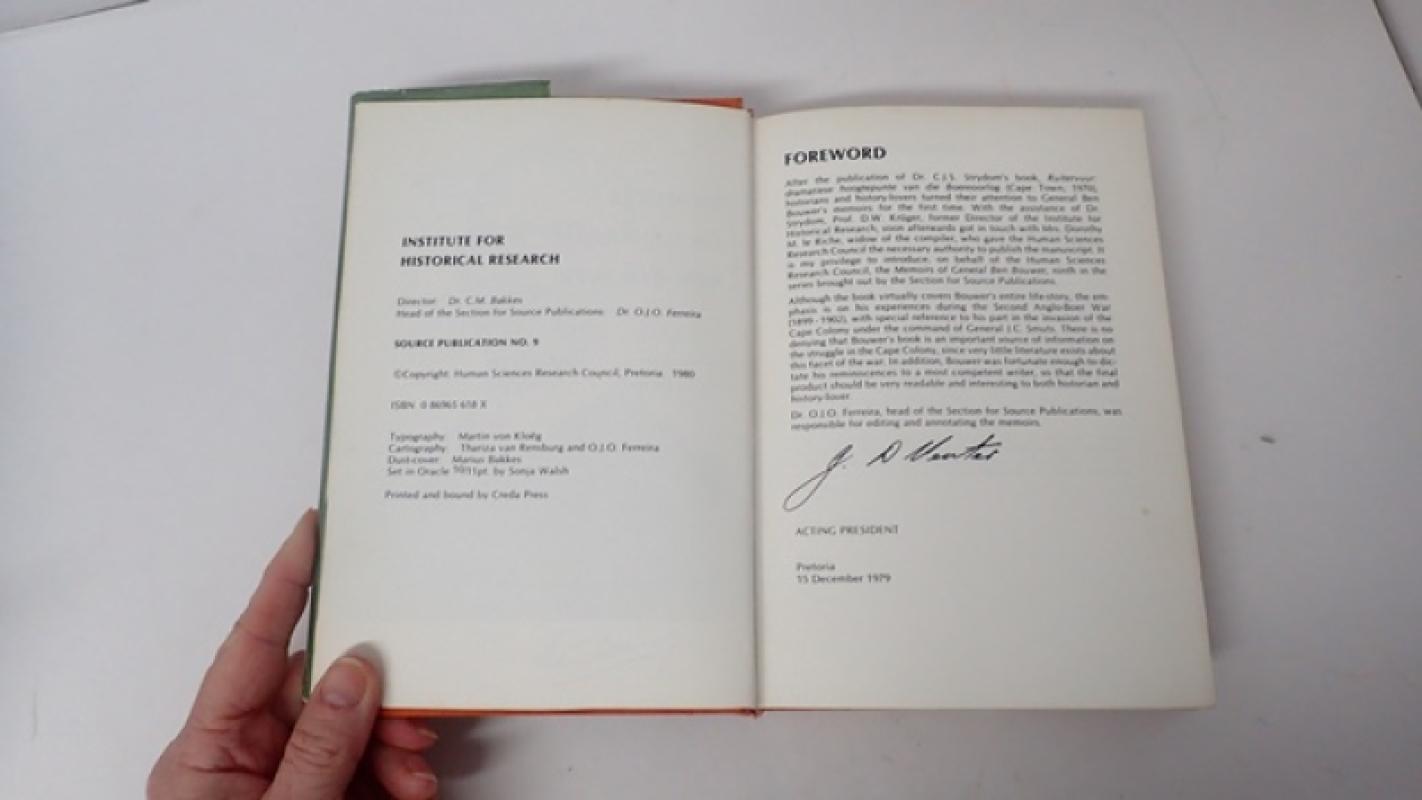 INSTITUTE FOR
HISTORICAL RESEARCH
Director: Dr. C.M. Bakkes
Head of the Section for Source Publications: Dr. O.J.O. Ferreira
SOURCE PUBLICATION NO. 9
©Copyright: Human Sciences Research Council, Pretoria 1980
ISBN 0 86965 618 X
Typography: Martin von Kloëg
Cartography: Thariza van Rensburg and O.J.O. Ferreira
Dust-cover: Marius Bakkes
Set in Oracle 10/11pt. by Sonja Walsh
Printed and bound by Creda Press
FOREWORD
After the publication of Dr. C.J.S. Strydom's book, Ruitervuur:
dramatiese hoogtepunte van die Boereoorlog (Cape Town, 1970),
historians and history-lovers turned their attention to General Ben
Bouwer's memoirs for the first time. With the assistance of Dr.
Strydom, Prof. D.W. Krüger, former Director of the Institute for
Historical Research, soon afterwards got in touch with Mrs. Dorothy
M. le Riche, widow of the compiler, who gave the Human Sciences
Research Council the necessary authority to publish the manuscript. It
is my privilege to introduce, on behalf of the Human Sciences
Research Council, the Memoirs of General Ben Bouwer, ninth in the
series brought out by the Section for Source Publications.
Although the book virtually covers Bouwer's entire life-story, the em-
phasis is on his experiences during the Second Anglo-Boer War
(1899 - 1902), with special reference to his part in the invasion of the
Cape Colony under the command of General J.C. Smuts. There is no
denying that Bouwer's book is an important source of information on
the struggle in the Cape Colony, since very little literature exists about
this facet of the war. In addition, Bouwer was fortunate enough to dic-
tate his reminiscences to a most competent writer, so that the final
product should be very readable and interesting to both historian and
history-lover.
Dr. O.J.O. Ferreira, head of the Section for Source Publications, was
responsible for editing and annotating the memoirs.
J. D Venter
ACTING PRESIDENT
Pretoria
15 December 1979